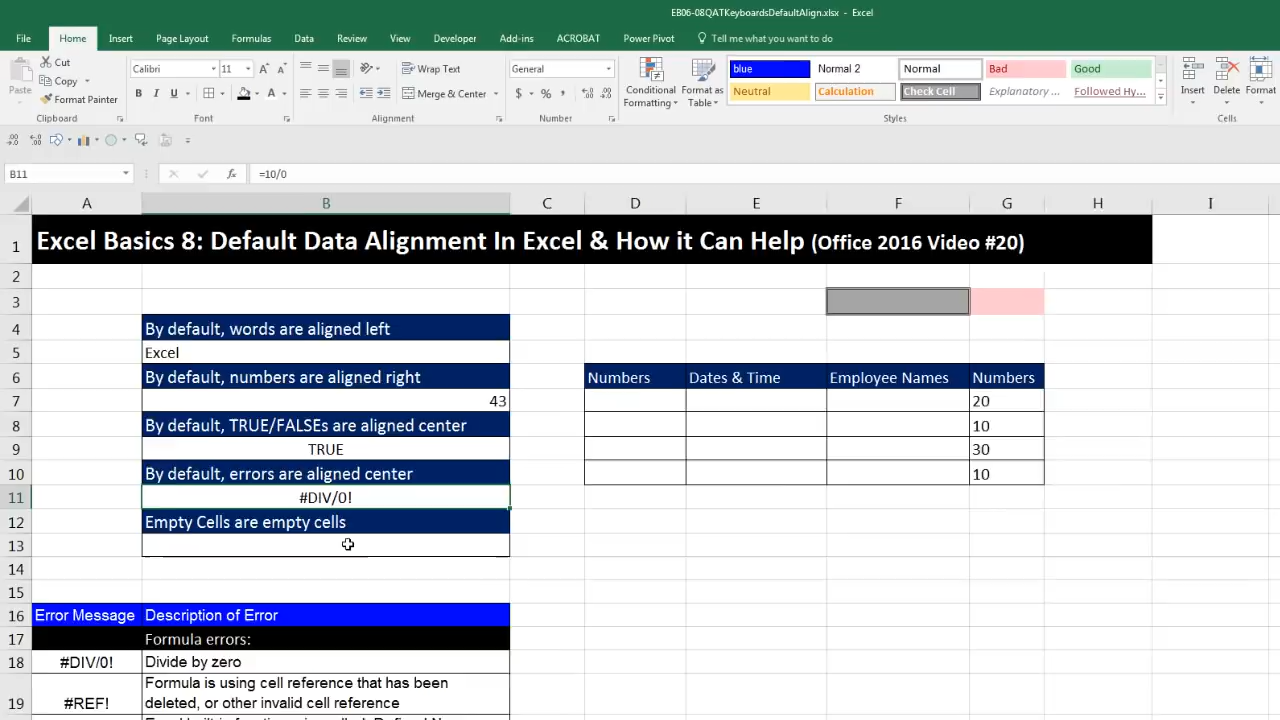 EB06-08QATKeyboardsDefaultAlign.xlsx - Excel
File Home Insert Page Layout Formulas Data Review View Developer Add-ins ACROBAT Power Pivot Tell me what you want to do
Cut
Copy
Format Painter
Paste
Clipboard
Calibri 11
B I U
Font
Wrap Text
Merge & Center
Alignment
General
$ % ,
Number
Conditional Formatting
Format as Table
blue Normal 2 Normal Bad Good
Neutral Calculation Check Cell Explanatory ... Followed Hy...
Styles
Insert Delete Format
Cells
B11 fx =10/0
A B C D E F G H I
1 Excel Basics 8: Default Data Alignment In Excel & How it Can Help (Office 2016 Video #20)
2
3
4 By default, words are aligned left
5 Excel
6 By default, numbers are aligned right Numbers Dates & Time Employee Names Numbers
7 43 20
8 By default, TRUE/FALSEs are aligned center 10
9 TRUE 30
10 By default, errors are aligned center 10
11 #DIV/0!
12 Empty Cells are empty cells
13
14
15
16 Error Message Description of Error
17 Formula errors:
18 #DIV/0! Divide by zero
Formula is using cell reference that has been
19 #REF! deleted, or other invalid cell reference